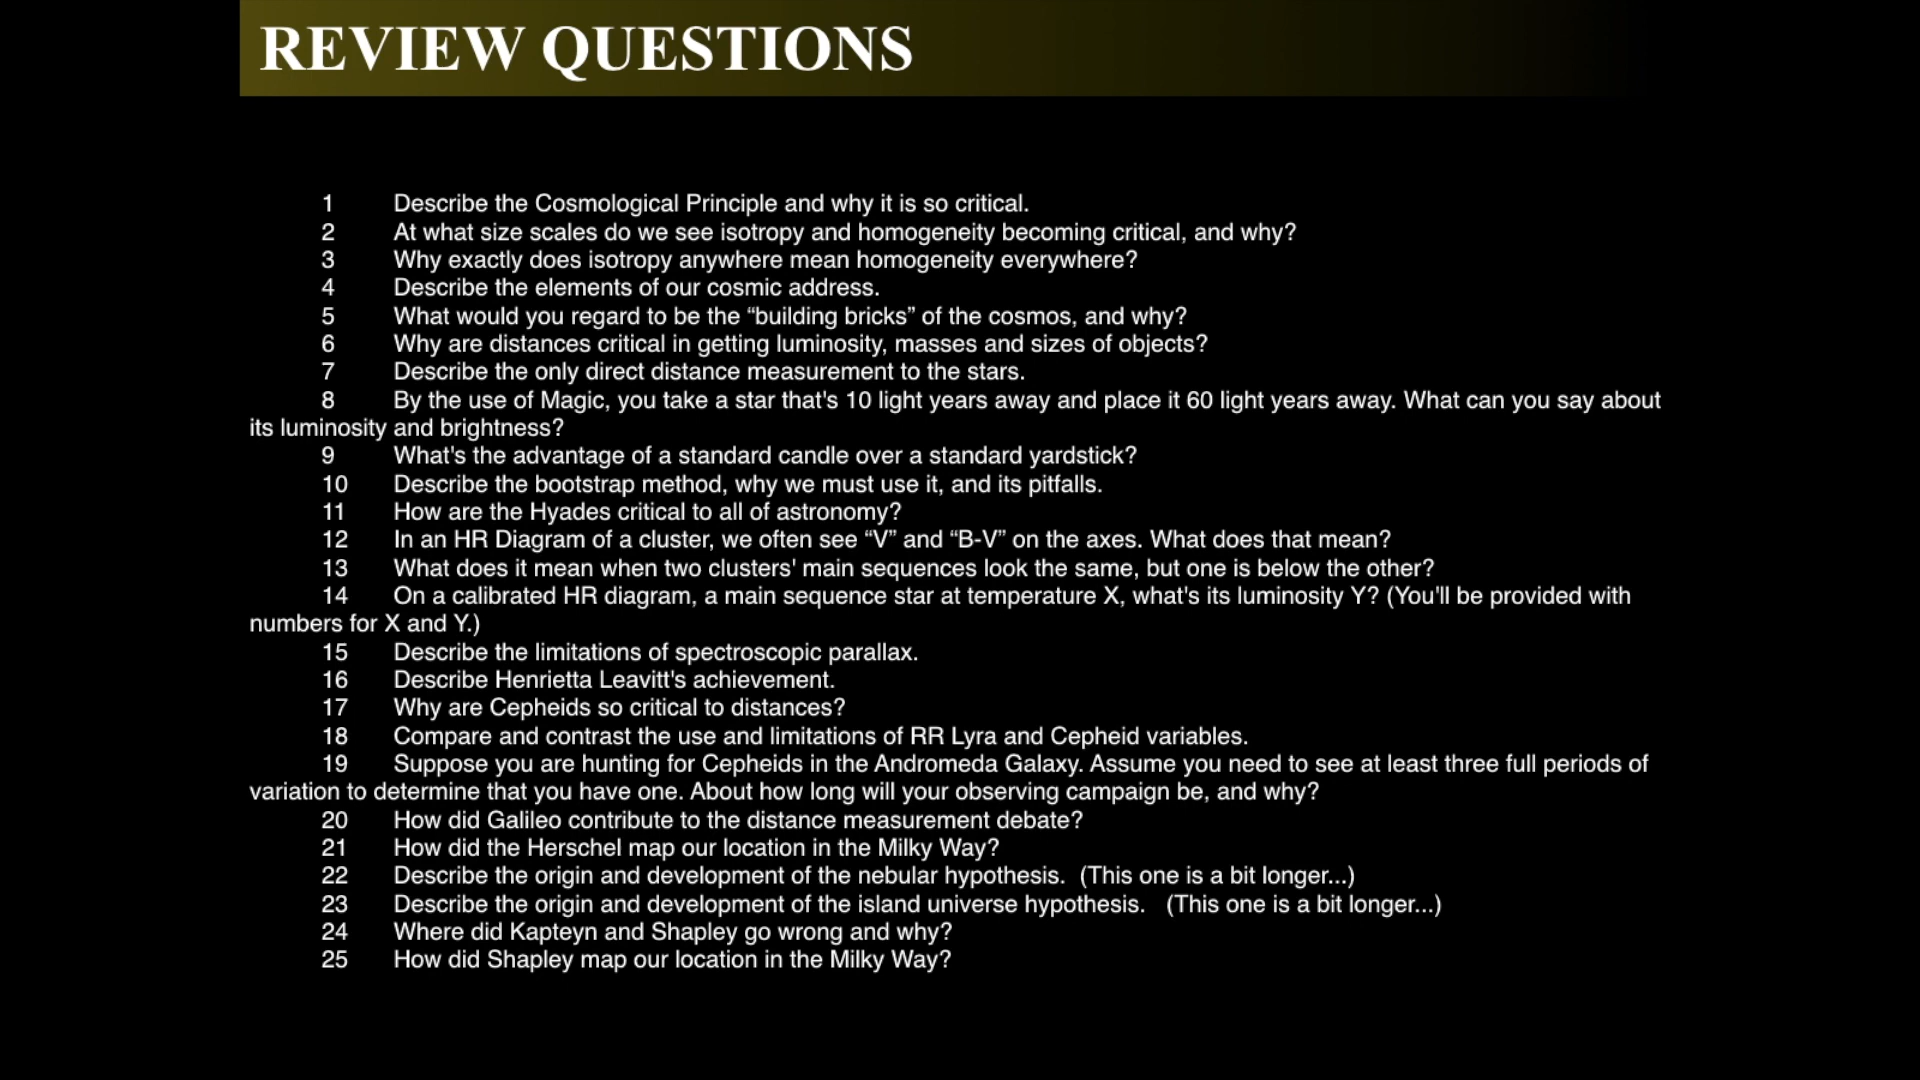 REVIEW QUESTIONS
1 Describe the Cosmological Principle and why it is so critical.
2 At what size scales do we see isotropy and homogeneity becoming critical, and why?
3 Why exactly does isotropy anywhere mean homogeneity everywhere?
4 Describe the elements of our cosmic address.
5 What would you regard to be the “building bricks” of the cosmos, and why?
6 Why are distances critical in getting luminosity, masses and sizes of objects?
7 Describe the only direct distance measurement to the stars.
8 By the use of Magic, you take a star that's 10 light years away and place it 60 light years away. What can you say about
its luminosity and brightness?
9 What's the advantage of a standard candle over a standard yardstick?
10 Describe the bootstrap method, why we must use it, and its pitfalls.
11 How are the Hyades critical to all of astronomy?
12 In an HR Diagram of a cluster, we often see “V” and “B-V” on the axes. What does that mean?
13 What does it mean when two clusters' main sequences look the same, but one is below the other?
14 On a calibrated HR diagram, a main sequence star at temperature X, what's its luminosity Y? (You'll be provided with
numbers for X and Y.)
15 Describe the limitations of spectroscopic parallax.
16 Describe Henrietta Leavitt's achievement.
17 Why are Cepheids so critical to distances?
18 Compare and contrast the use and limitations of RR Lyra and Cepheid variables.
19 Suppose you are hunting for Cepheids in the Andromeda Galaxy. Assume you need to see at least three full periods of
variation to determine that you have one. About how long will your observing campaign be, and why?
20 How did Galileo contribute to the distance measurement debate?
21 How did the Herschel map our location in the Milky Way?
22 Describe the origin and development of the nebular hypothesis. (This one is a bit longer...)
23 Describe the origin and development of the island universe hypothesis. (This one is a bit longer...)
24 Where did Kapteyn and Shapley go wrong and why?
25 How did Shapley map our location in the Milky Way?